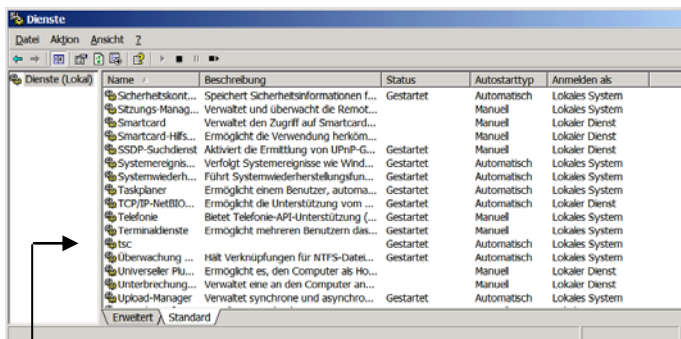 Dienste
Datei Aktion Ansicht ?
Dienste (Lokal)
Name Beschreibung Status Autostarttyp Anmelden als
Sicherheitskont... Speichert Sicherheitsinformationen f... Gestartet Automatisch Lokales System
Sitzungs-Manag... Verwaltet und überwacht die Remot... Manuell Lokales System
Smartcard Verwaltet den Zugriff auf Smartcard... Manuell Lokaler Dienst
Smartcard-Hilfs... Ermöglicht die Verwendung herköm... Manuell Lokaler Dienst
SSDP-Suchdienst Aktiviert die Ermittlung von UPnP-G... Gestartet Manuell Lokaler Dienst
Systemereignis... Verfolgt Systemereignisse wie Wind... Gestartet Automatisch Lokales System
Systemwiederh... Führt Systemwiederherstellungsfun... Gestartet Automatisch Lokales System
Taskplaner Ermöglicht einem Benutzer, automa... Gestartet Automatisch Lokales System
TCP/IP-NetBIO... Ermöglicht die Unterstützung vom ... Gestartet Automatisch Lokaler Dienst
Telefonie Bietet Telefonie-API-Unterstützung (... Gestartet Manuell Lokales System
Terminaldienste Ermöglicht mehreren Benutzern das... Gestartet Manuell Lokales System
tsc Gestartet Automatisch Lokales System
Überwachung ... Hält Verknüpfungen für NTFS-Datei... Gestartet Automatisch Lokales System
Universeller Plu... Ermöglicht es, den Computer als Ho... Manuell Lokaler Dienst
Unterbrechung... Verwaltet eine an den Computer an... Manuell Lokaler Dienst
Upload-Manager Verwaltet synchrone und asynchro... Gestartet Automatisch Lokales System
Erweitert Standard